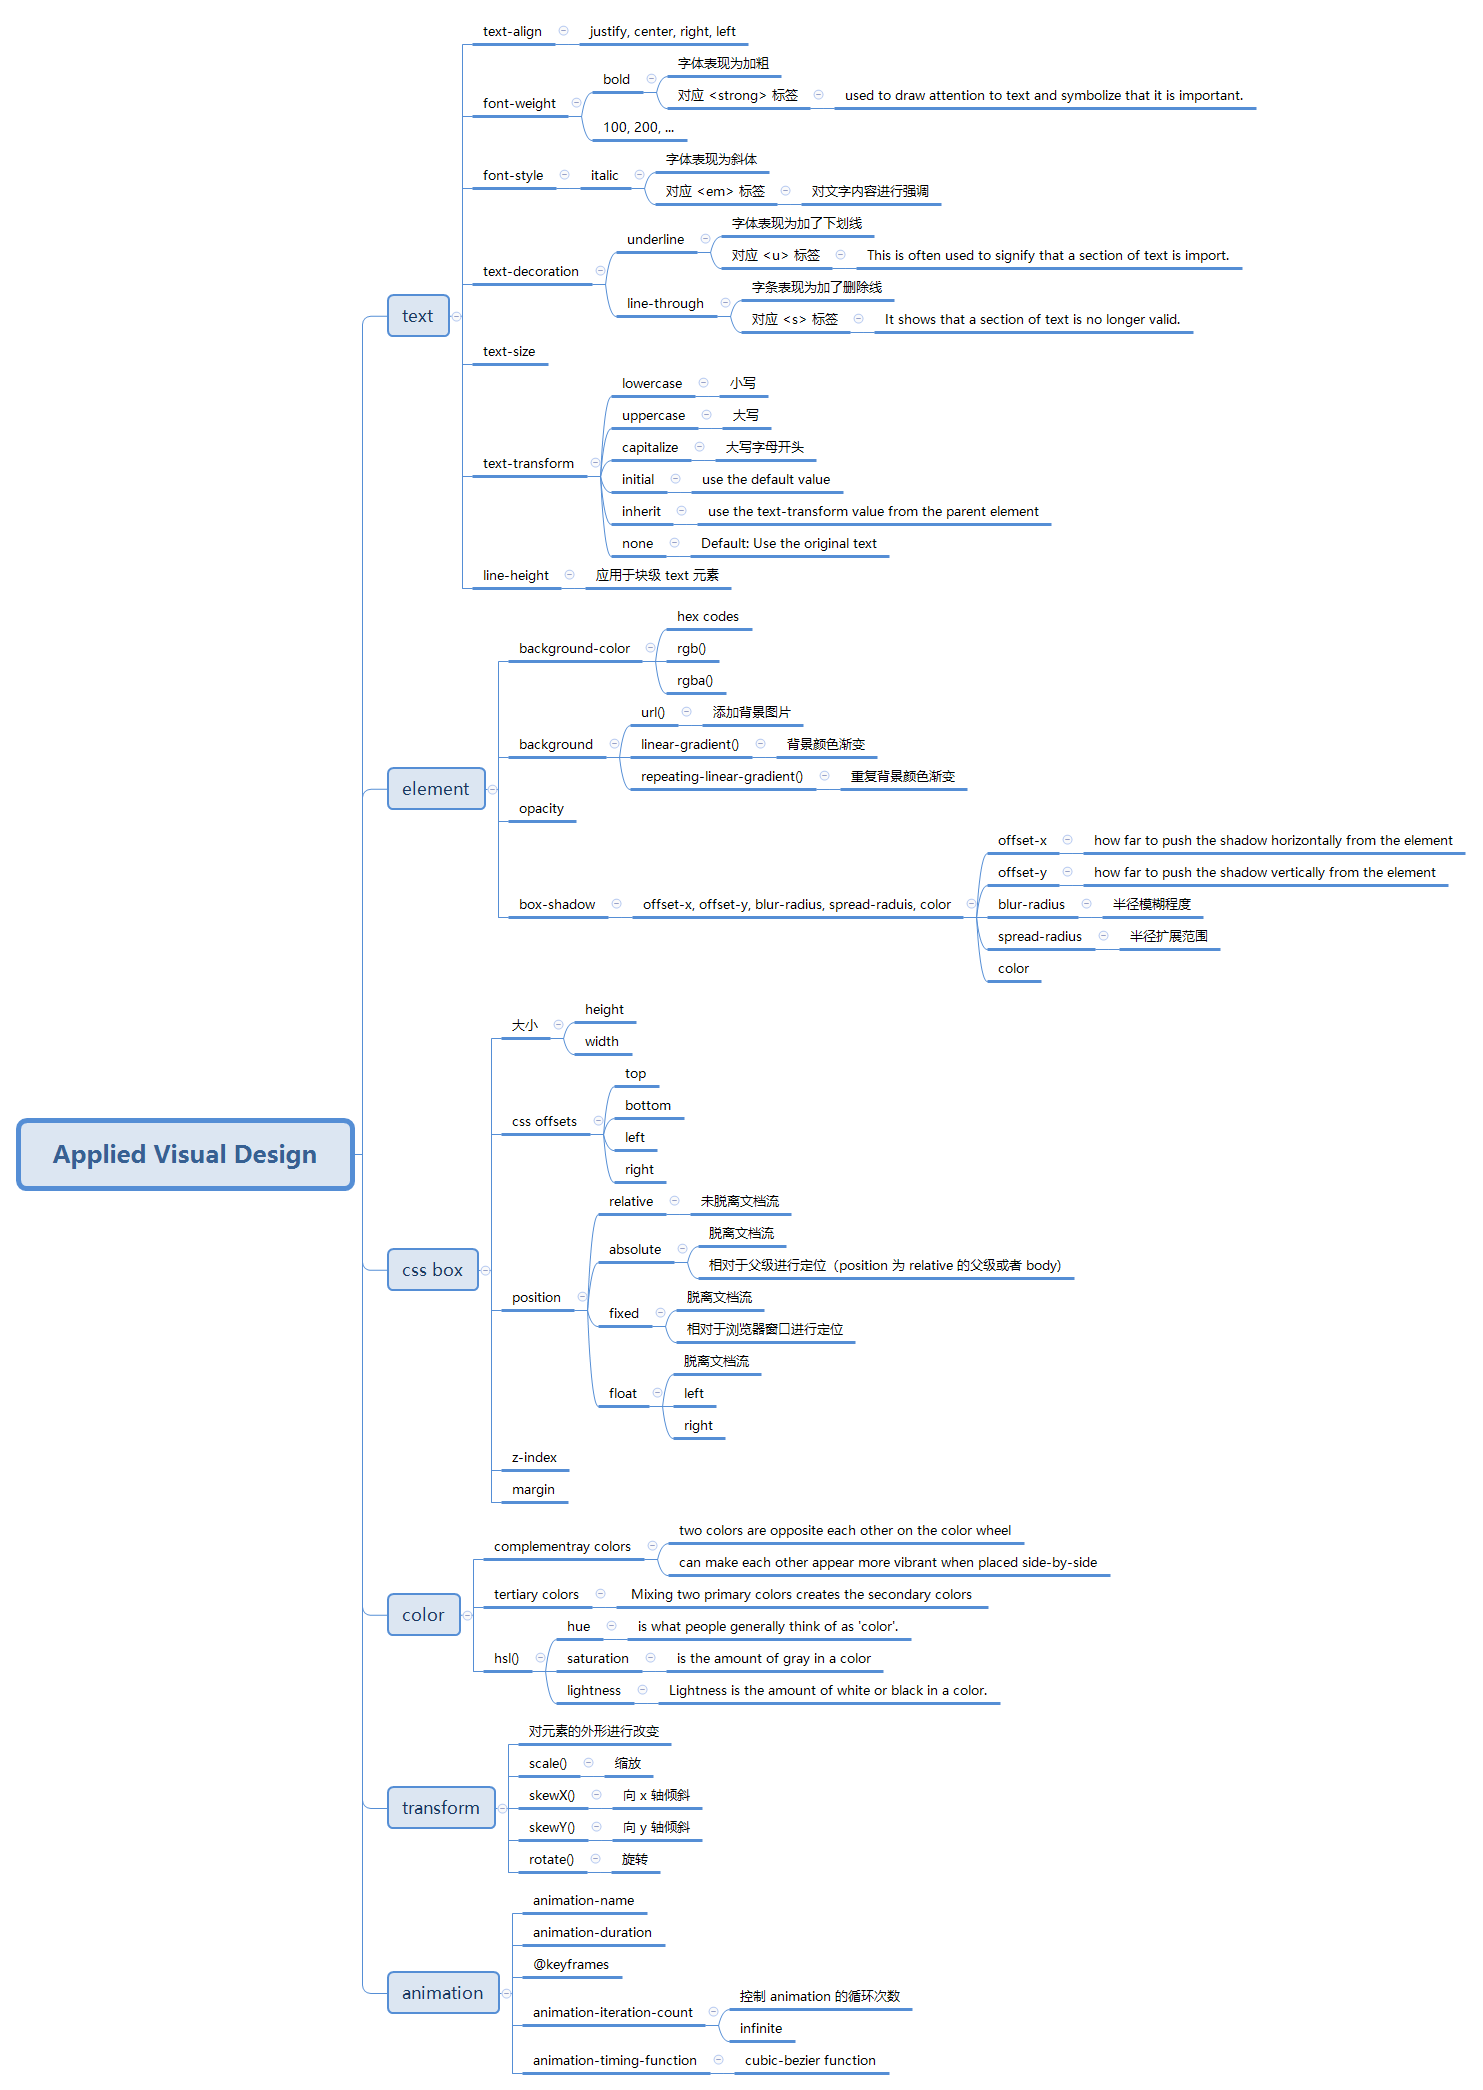 Applied Visual Design
text
text-align
justify, center, right, left
font-weight
bold
字体表现为加粗
对应 <strong> 标签
used to draw attention to text and symbolize that it is important.
100, 200, ...
font-style
italic
字体表现为斜体
对应 <em> 标签
对文字内容进行强调
text-decoration
underline
字体表现为加了下划线
对应 <u> 标签
This is often used to signify that a section of text is import.
line-through
字条表现为加了删除线
对应 <s> 标签
It shows that a section of text is no longer valid.
text-size
text-transform
lowercase
小写
uppercase
大写
capitalize
大写字母开头
initial
use the default value
inherit
use the text-transform value from the parent element
none
Default: Use the original text
line-height
应用于块级 text 元素
element
background-color
hex codes
rgb()
rgba()
background
url()
添加背景图片
linear-gradient()
背景颜色渐变
repeating-linear-gradient()
重复背景颜色渐变
opacity
box-shadow
offset-x, offset-y, blur-radius, spread-raduis, color
offset-x
how far to push the shadow horizontally from the element
offset-y
how far to push the shadow vertically from the element
blur-radius
半径模糊程度
spread-radius
半径扩展范围
color
css box
大小
height
width
css offsets
top
bottom
left
right
position
relative
未脱离文档流
absolute
脱离文档流
相对于父级进行定位（position 为 relative 的父级或者 body)
fixed
脱离文档流
相对于浏览器窗口进行定位
float
脱离文档流
left
right
z-index
margin
color
complementray colors
two colors are opposite each other on the color wheel
can make each other appear more vibrant when placed side-by-side
tertiary colors
Mixing two primary colors creates the secondary colors
hsl()
hue
is what people generally think of as 'color'.
saturation
is the amount of gray in a color
lightness
Lightness is the amount of white or black in a color.
transform
对元素的外形进行改变
scale()
缩放
skewX()
向 x 轴倾斜
skewY()
向 y 轴倾斜
rotate()
旋转
animation
animation-name
animation-duration
@keyframes
animation-iteration-count
控制 animation 的循环次数
infinite
animation-timing-function
cubic-bezier function